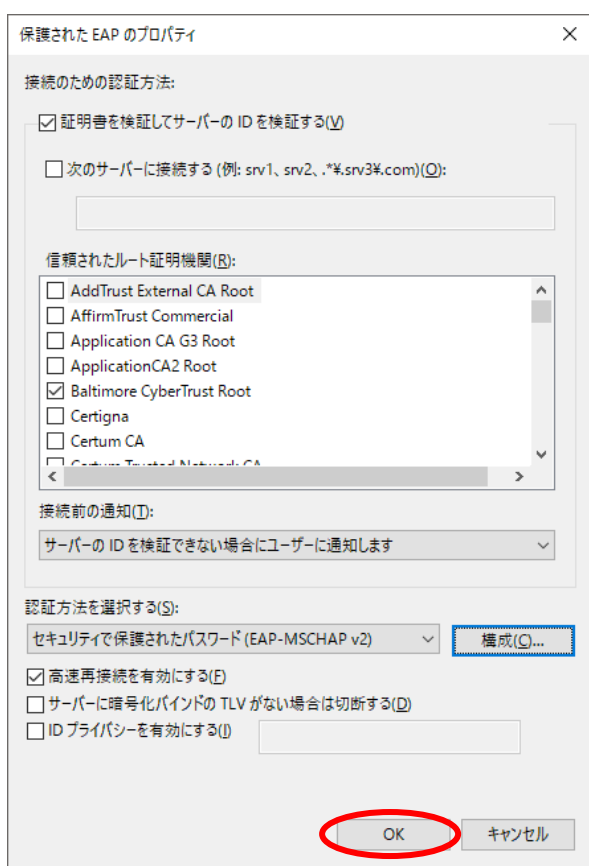 保護された EAP のプロパティ
接続のための認証方法:
証明書を検証してサーバーの ID を検証する(V)
次のサーバーに接続する (例: srv1、srv2、.*¥.srv3¥.com)(O):
信頼されたルート証明機関(R):
AddTrust External CA Root
AffirmTrust Commercial
Application CA G3 Root
ApplicationCA2 Root
Baltimore CyberTrust Root
Certigna
Certum CA
Certum Trusted Network CA
接続前の通知(T):
サーバーの ID を検証できない場合にユーザーに通知します
認証方法を選択する(S):
セキュリティで保護されたパスワード (EAP-MSCHAP v2) 構成(C)...
高速再接続を有効にする(F)
サーバーに暗号化バインドの TLV がない場合は切断する(D)
ID プライバシーを有効にする(I)
OK キャンセル